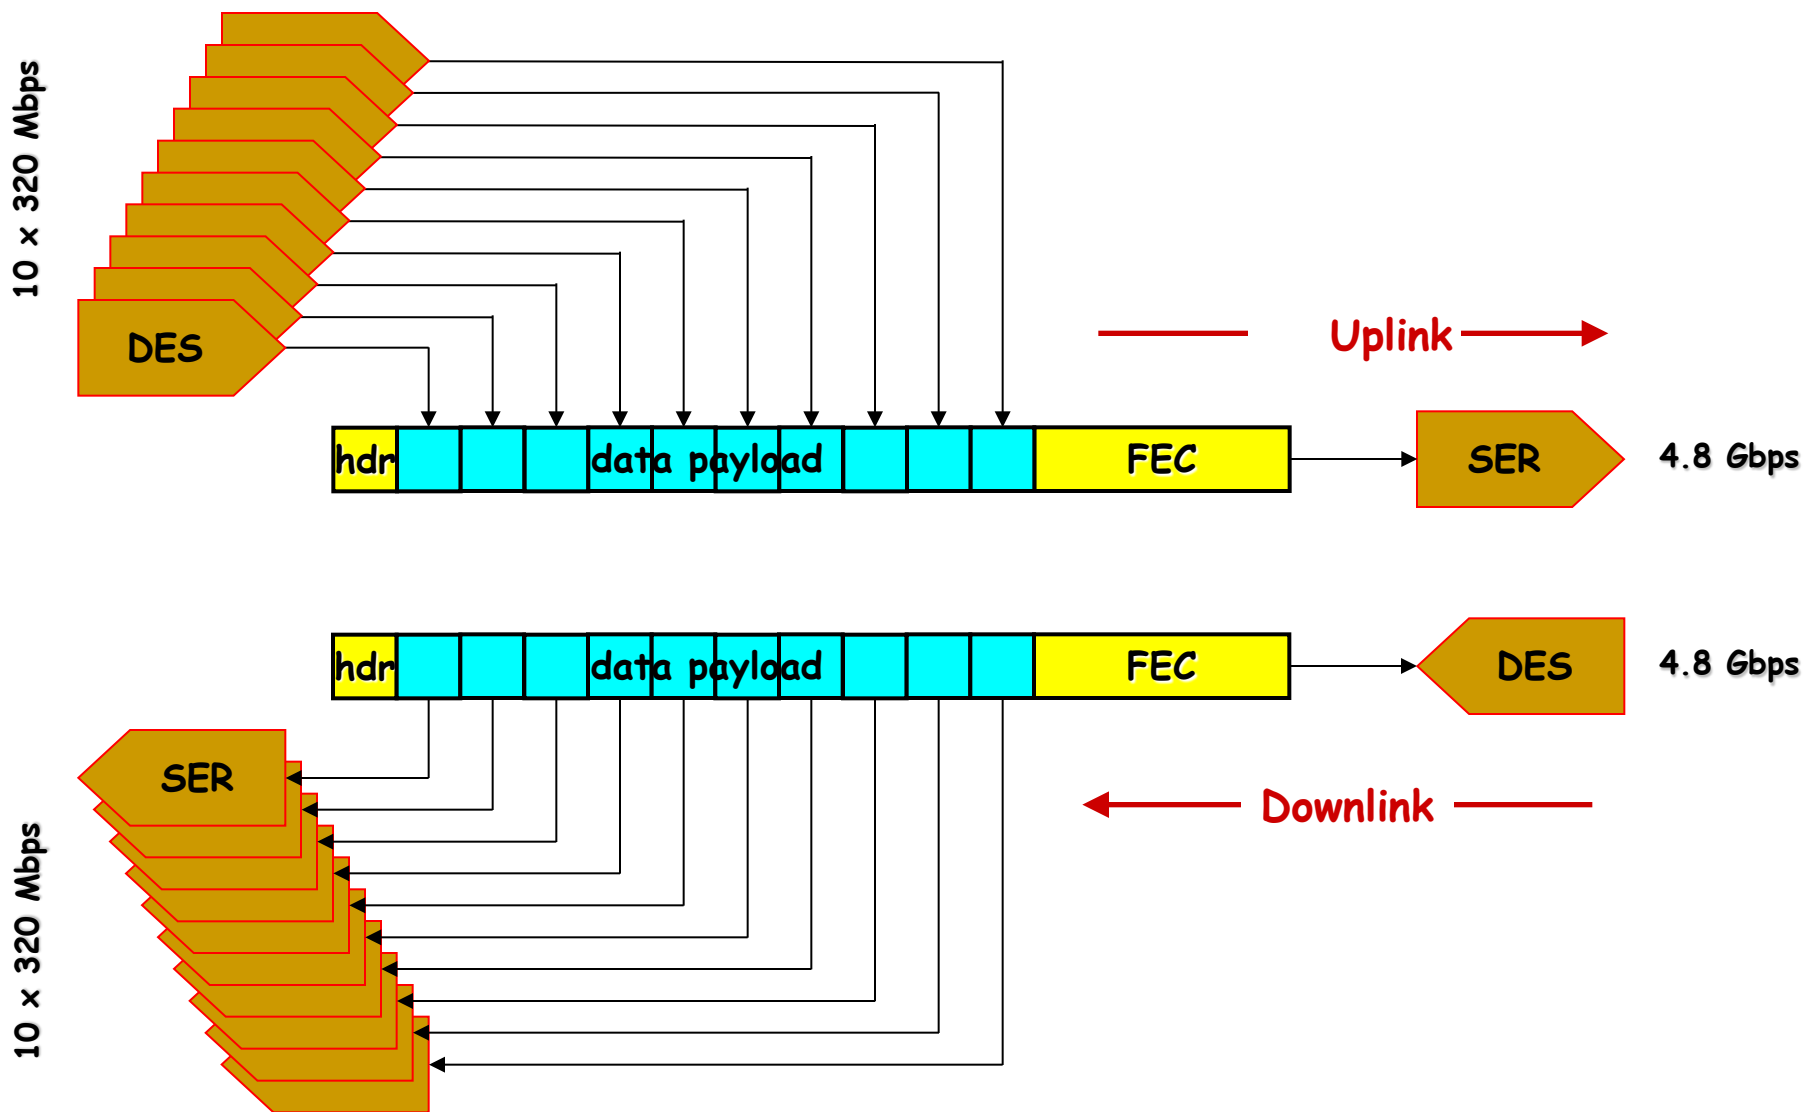 10 x 320 Mbps
DES
Uplink
hdr data payload FEC
SER
4.8 Gbps
hdr data payload FEC
DES
4.8 Gbps
SER
Downlink
10 x 320 Mbps